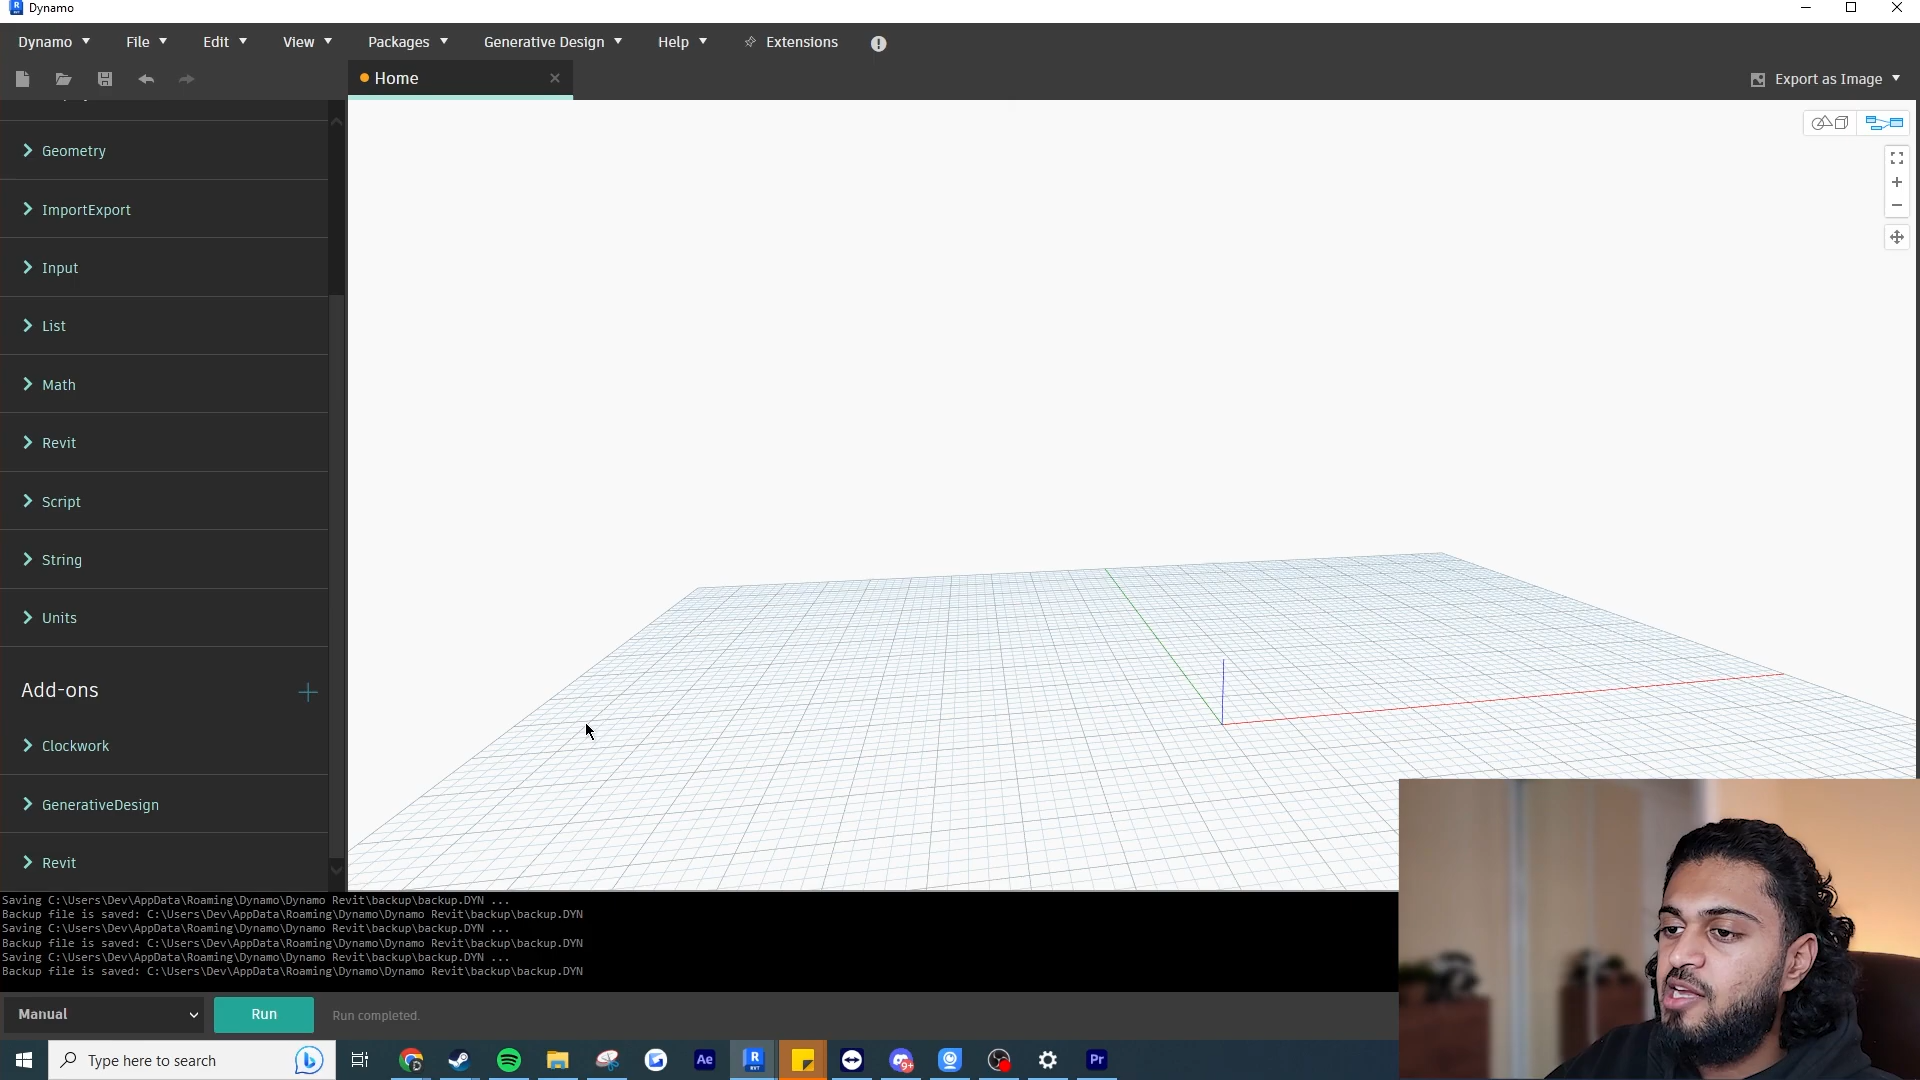 Dynamo
Dynamo File Edit View Packages Generative Design Help Extensions
Home
Export as Image
Geometry
ImportExport
Input
List
Math
Revit
Script
String
Units
Add-ons
Clockwork
GenerativeDesign
Revit
Saving C:\Users\Dev\AppData\Roaming\Dynamo\Dynamo Revit\backup\backup.DYN ...
Backup file is saved: C:\Users\Dev\AppData\Roaming\Dynamo\Dynamo Revit\backup\backup.DYN
Saving C:\Users\Dev\AppData\Roaming\Dynamo\Dynamo Revit\backup\backup.DYN ...
Backup file is saved: C:\Users\Dev\AppData\Roaming\Dynamo\Dynamo Revit\backup\backup.DYN
Saving C:\Users\Dev\AppData\Roaming\Dynamo\Dynamo Revit\backup\backup.DYN ...
Backup file is saved: C:\Users\Dev\AppData\Roaming\Dynamo\Dynamo Revit\backup\backup.DYN
Manual Run Run completed.
Type here to search Ae R RVT 9+ Pr